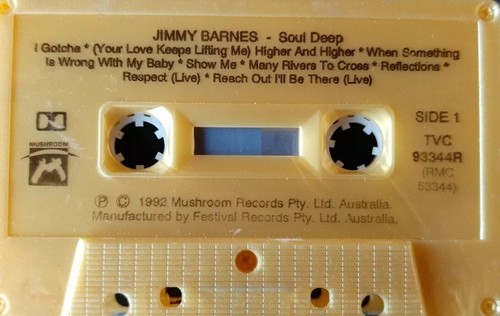 JIMMY BARNES - Soul Deep
I Gotcha * (Your Love Keeps Lifting Me) Higher And Higher * When Something
Is Wrong With My Baby * Show Me * Many Rivers To Cross * Reflections *
Respect (Live) * Reach Out I'll Be There (Live)
SIDE 1
TVC
93344R
(RMC
53344)
MUSHROOM
Ⓟ © 1992 Mushroom Records Pty. Ltd. Australia.
Manufactured by Festival Records Pty. Ltd. Australia.